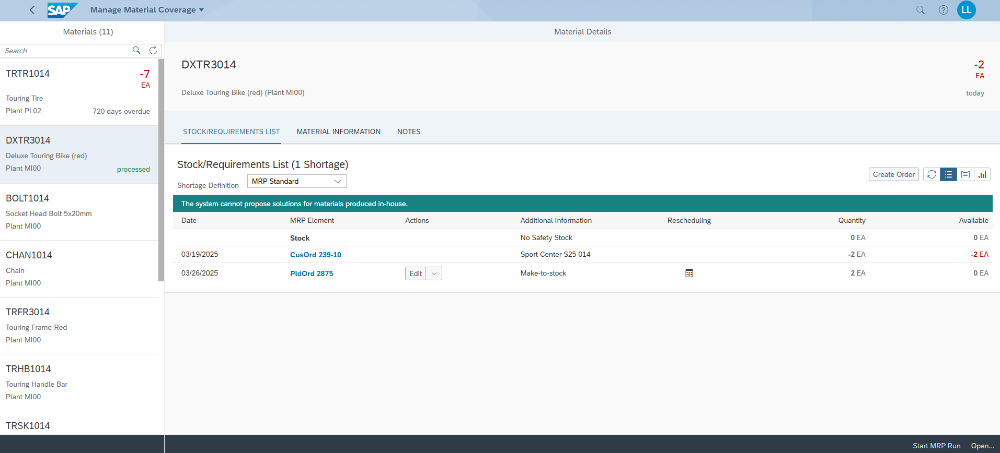 SAP Manage Material Coverage
LL
Materials (11)
Search
TRTR1014 -7
EA
Touring Tire
Plant PL02 720 days overdue
DXTR3014
Deluxe Touring Bike (red)
Plant MI00 processed
BOLT1014
Socket Head Bolt 5x20mm
Plant MI00
CHAN1014
Chain
Plant MI00
TRFR3014
Touring Frame-Red
Plant MI00
TRHB1014
Touring Handle Bar
Plant MI00
TRSK1014
Material Details
DXTR3014 -2
EA
Deluxe Touring Bike (red) (Plant MI00) today
STOCK/REQUIREMENTS LIST MATERIAL INFORMATION NOTES
Stock/Requirements List (1 Shortage)
Shortage Definition MRP Standard
Create Order
The system cannot propose solutions for materials produced in-house.
Date MRP Element Actions Additional Information Rescheduling Quantity Available
Stock No Safety Stock 0 EA 0 EA
03/19/2025 CusOrd 239-10 Sport Center S25 014 -2 EA -2 EA
03/26/2025 PldOrd 2875 Edit Make-to-stock 2 EA 0 EA
Start MRP Run Open...